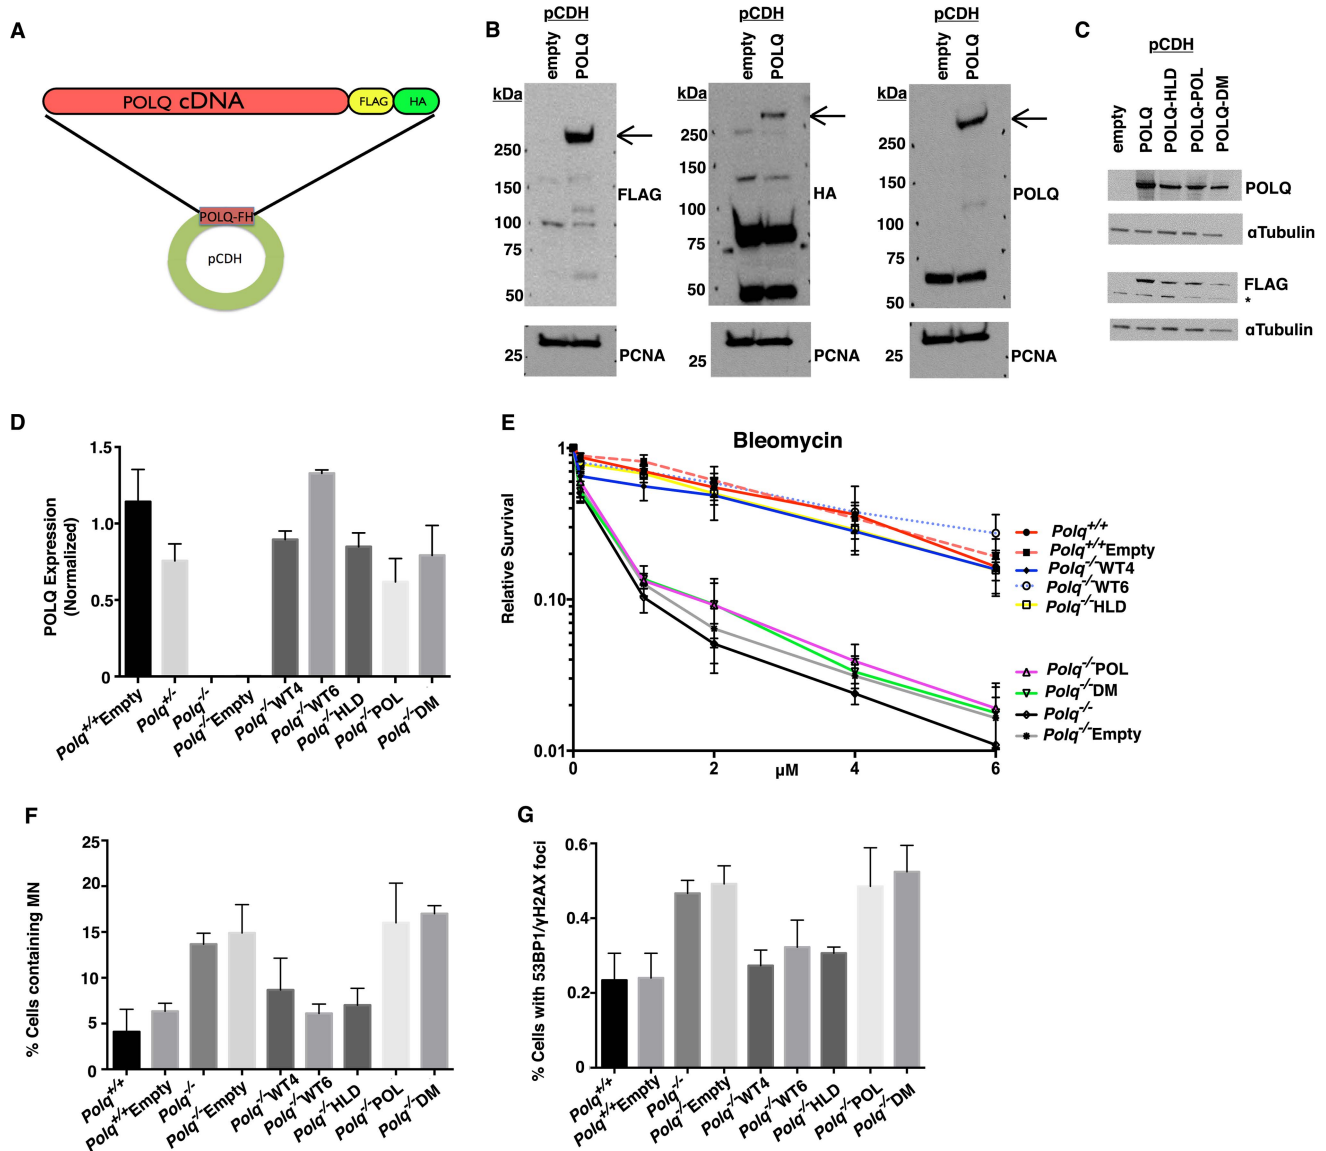 A
POLQ cDNA
FLAG
HA
POLQ-FH
pCDH
B
pCDH
empty
POLQ
kDa
250
150
100
75
50
FLAG
25
PCNA
pCDH
empty
POLQ
kDa
250
150
100
75
50
HA
25
PCNA
pCDH
empty
POLQ
kDa
250
150
100
75
50
POLQ
25
PCNA
C
pCDH
empty
POLQ
POLQ-HLD
POLQ-POL
POLQ-DM
POLQ
αTubulin
FLAG
*
αTubulin
D
POLQ Expression
(Normalized)
1.5
1.0
0.5
0
Polq+/+Empty
Polq+/-
Polq-/-
Polq-/-Empty
Polq-/-WT4
Polq-/-WT6
Polq-/-HLD
Polq-/-POL
Polq-/-DM
E
Bleomycin
Relative Survival
1
0.10
0.01
0
2
4
6
µM
Polq+/+
Polq+/+Empty
Polq-/-WT4
Polq-/-WT6
Polq-/-HLD
Polq-/-POL
Polq-/-DM
Polq-/-
Polq-/-Empty
F
% Cells containing MN
25
20
15
10
5
0
Polq+/+
Polq+/+Empty
Polq-/-
Polq-/-Empty
Polq-/-WT4
Polq-/-WT6
Polq-/-HLD
Polq-/-POL
Polq-/-DM
G
% Cells with 53BP1/γH2AX foci
0.6
0.4
0.2
0
Polq+/+
Polq+/+Empty
Polq-/-
Polq-/-Empty
Polq-/-WT4
Polq-/-WT6
Polq-/-HLD
Polq-/-POL
Polq-/-DM